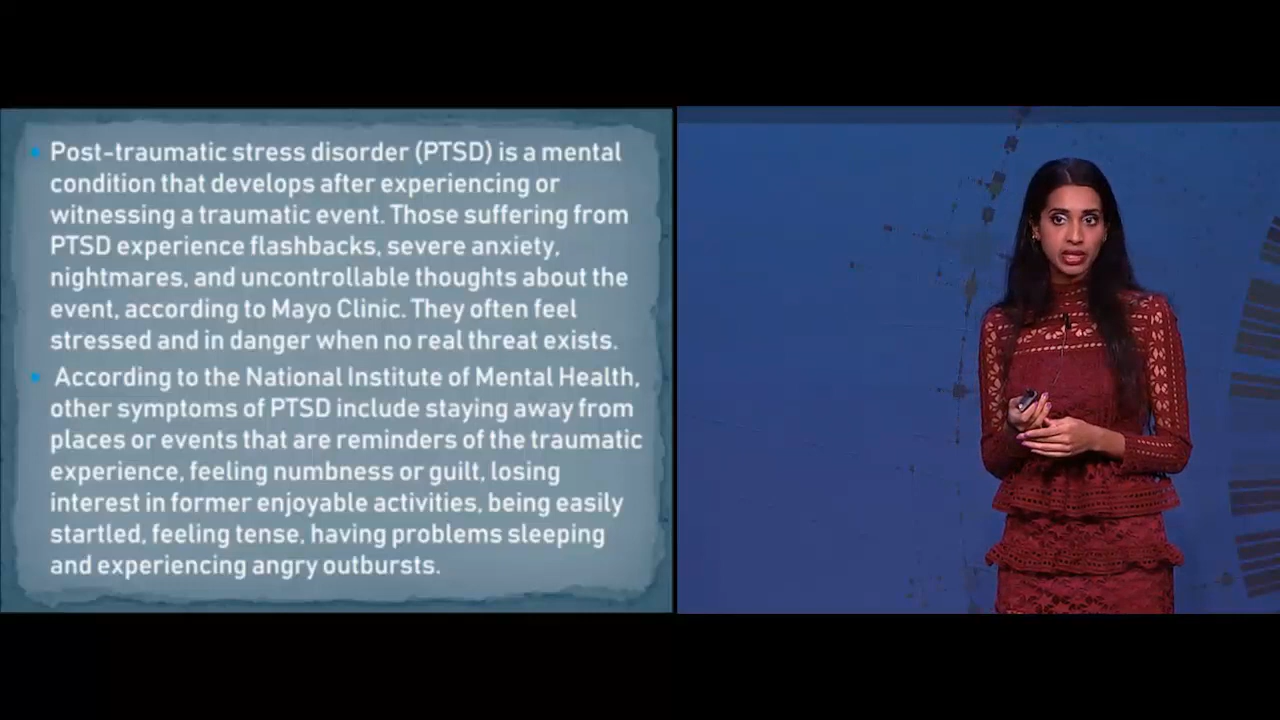 Post-traumatic stress disorder (PTSD) is a mental
condition that develops after experiencing or
witnessing a traumatic event. Those suffering from
PTSD experience flashbacks, severe anxiety,
nightmares, and uncontrollable thoughts about the
event, according to Mayo Clinic. They often feel
stressed and in danger when no real threat exists.
According to the National Institute of Mental Health,
other symptoms of PTSD include staying away from
places or events that are reminders of the traumatic
experience, feeling numbness or guilt, losing
interest in former enjoyable activities, being easily
startled, feeling tense, having problems sleeping
and experiencing angry outbursts.